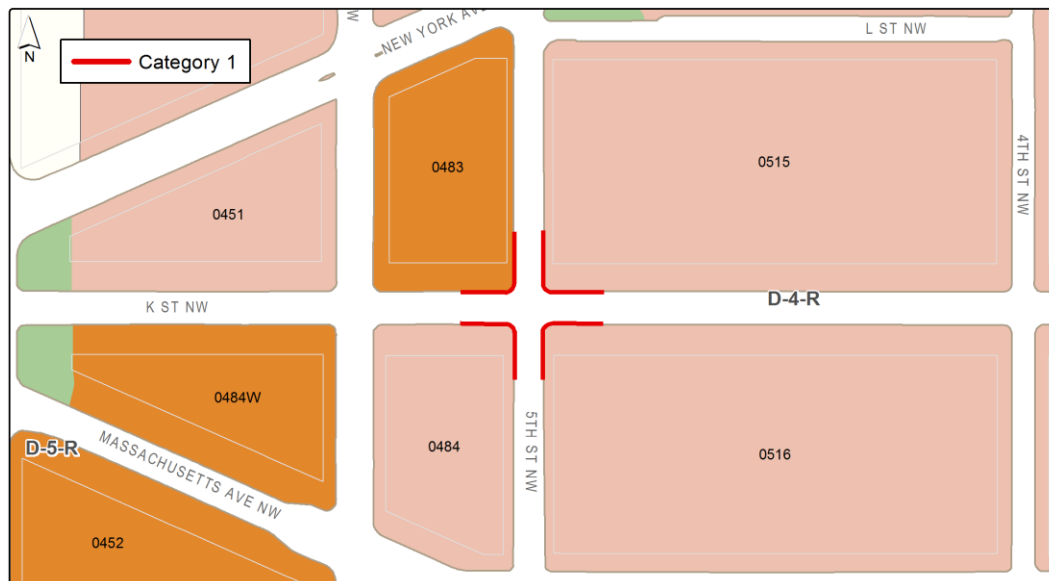 W
NEW YORK AVE
L ST NW
N
Category 1
4TH ST NW
0483
0515
0451
D-4-R
K ST NW
0484W
5TH ST NW
D-5-R
MASSACHUSETTS AVE NW
0484
0516
0452